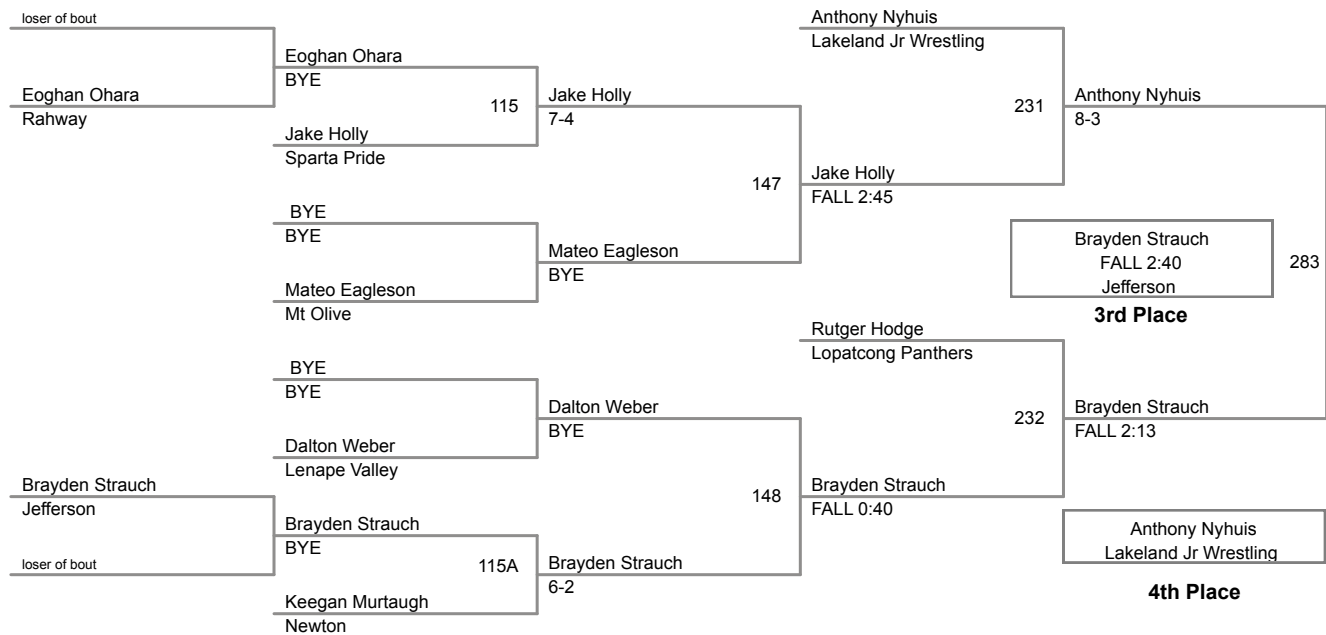 loser of bout
Eoghan Ohara
Rahway
Brayden Strauch
Jefferson
loser of bout
Eoghan Ohara
BYE
115
Jake Holly
Sparta Pride
BYE
BYE
Mateo Eagleson
Mt Olive
BYE
BYE
Dalton Weber
Lenape Valley
Brayden Strauch
BYE
115A
Keegan Murtaugh
Newton
Jake Holly
7-4
147
Mateo Eagleson
BYE
Dalton Weber
BYE
148
Brayden Strauch
6-2
Anthony Nyhuis
Lakeland Jr Wrestling
231
Jake Holly
FALL 2:45
Rutger Hodge
Lopatcong Panthers
232
Brayden Strauch
FALL 0:40
Anthony Nyhuis
8-3
Brayden Strauch
FALL 2:40
Jefferson
283
3rd Place
Brayden Strauch
FALL 2:13
Anthony Nyhuis
Lakeland Jr Wrestling
4th Place